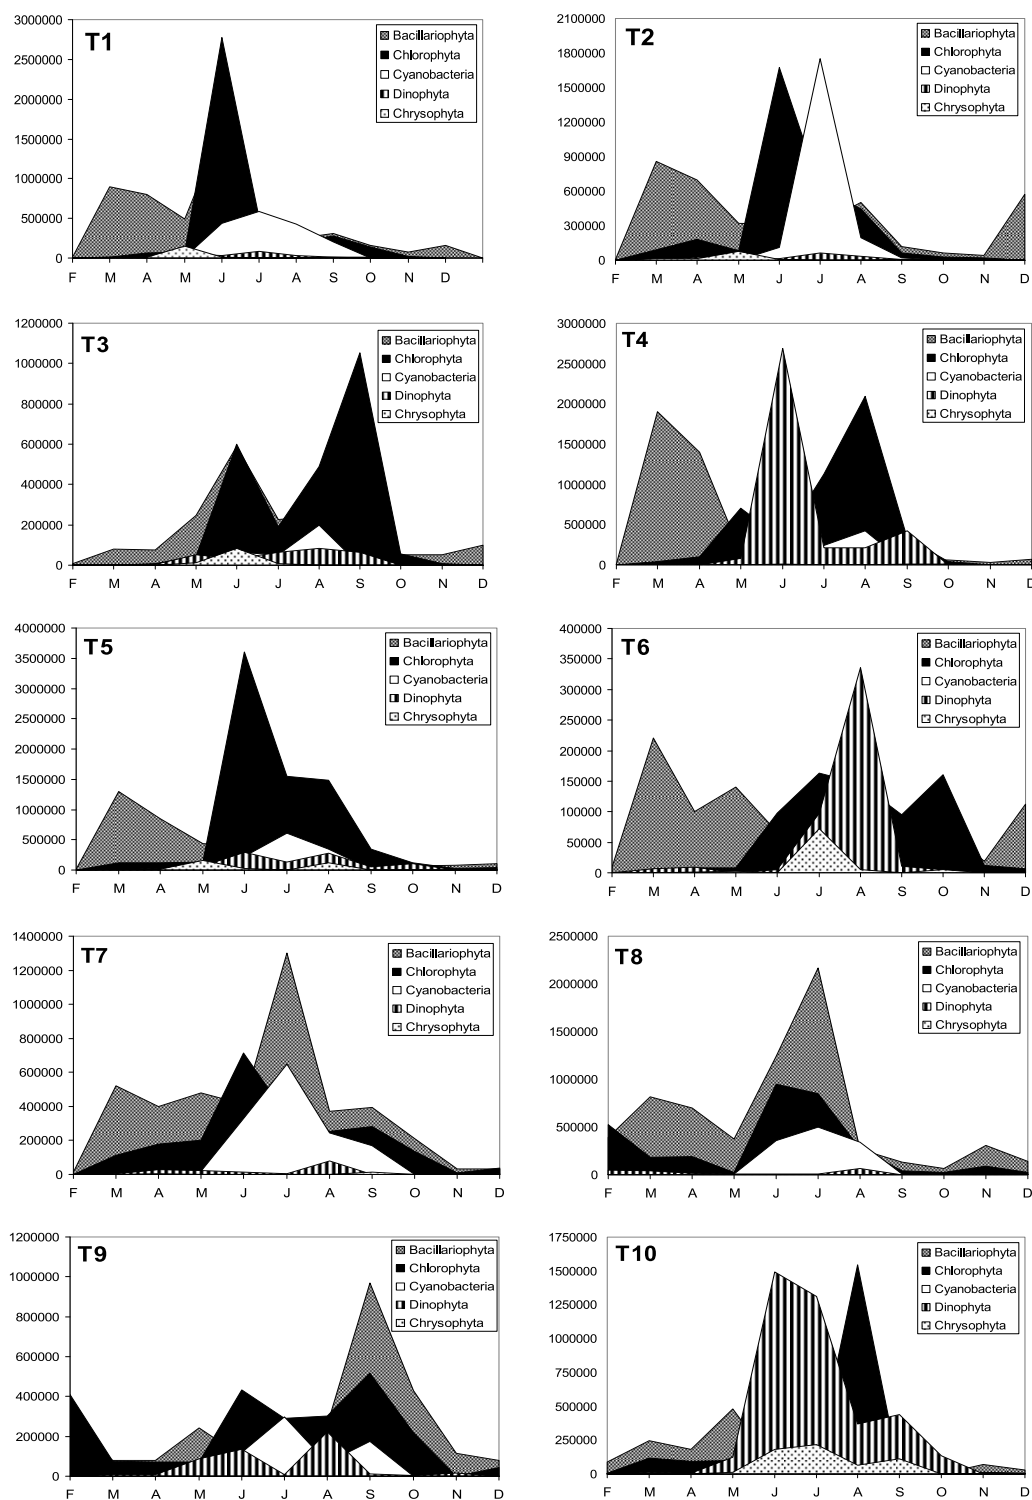 T1
3000000
2500000
2000000
1500000
1000000
500000
0
F M A M J J A S O N D
Bacillariophyta
Chlorophyta
Cyanobacteria
Dinophyta
Chrysophyta
T2
2100000
1800000
1500000
1200000
900000
600000
300000
0
F M A M J J A S O N D
Bacillariophyta
Chlorophyta
Cyanobacteria
Dinophyta
Chrysophyta
T3
1200000
1000000
800000
600000
400000
200000
0
F M A M J J A S O N D
Bacillariophyta
Chlorophyta
Cyanobacteria
Dinophyta
Chrysophyta
T4
3000000
2500000
2000000
1500000
1000000
500000
0
F M A M J J A S O N D
Bacillariophyta
Chlorophyta
Cyanobacteria
Dinophyta
Chrysophyta
T5
4000000
3500000
3000000
2500000
2000000
1500000
1000000
500000
0
F M A M J J A S O N D
Bacillariophyta
Chlorophyta
Cyanobacteria
Dinophyta
Chrysophyta
T6
400000
350000
300000
250000
200000
150000
100000
50000
0
F M A M J J A S O N D
Bacillariophyta
Chlorophyta
Cyanobacteria
Dinophyta
Chrysophyta
T7
1400000
1200000
1000000
800000
600000
400000
200000
0
F M A M J J A S O N D
Bacillariophyta
Chlorophyta
Cyanobacteria
Dinophyta
Chrysophyta
T8
2500000
2000000
1500000
1000000
500000
0
F M A M J J A S O N D
Bacillariophyta
Chlorophyta
Cyanobacteria
Dinophyta
Chrysophyta
T9
1200000
1000000
800000
600000
400000
200000
0
F M A M J J A S O N D
Bacillariophyta
Chlorophyta
Cyanobacteria
Dinophyta
Chrysophyta
T10
1750000
1500000
1250000
1000000
750000
500000
250000
0
F M A M J J A S O N D
Bacillariophyta
Chlorophyta
Cyanobacteria
Dinophyta
Chrysophyta